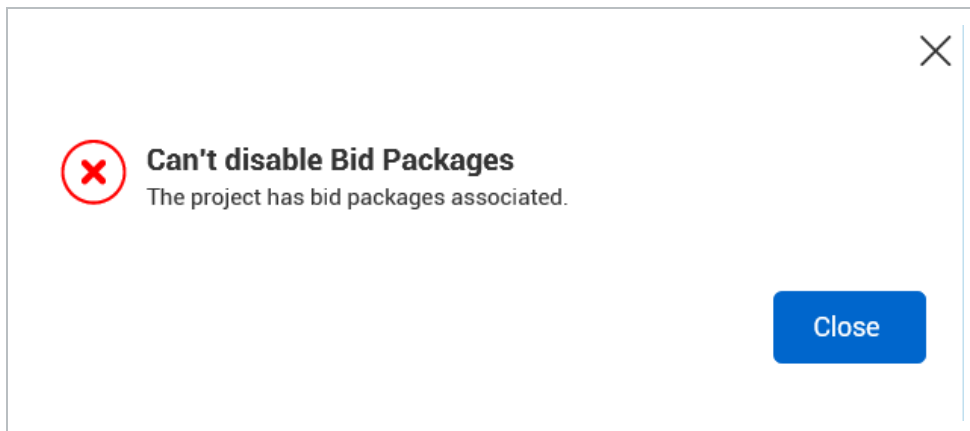 Can't disable Bid Packages
The project has bid packages associated.
Close